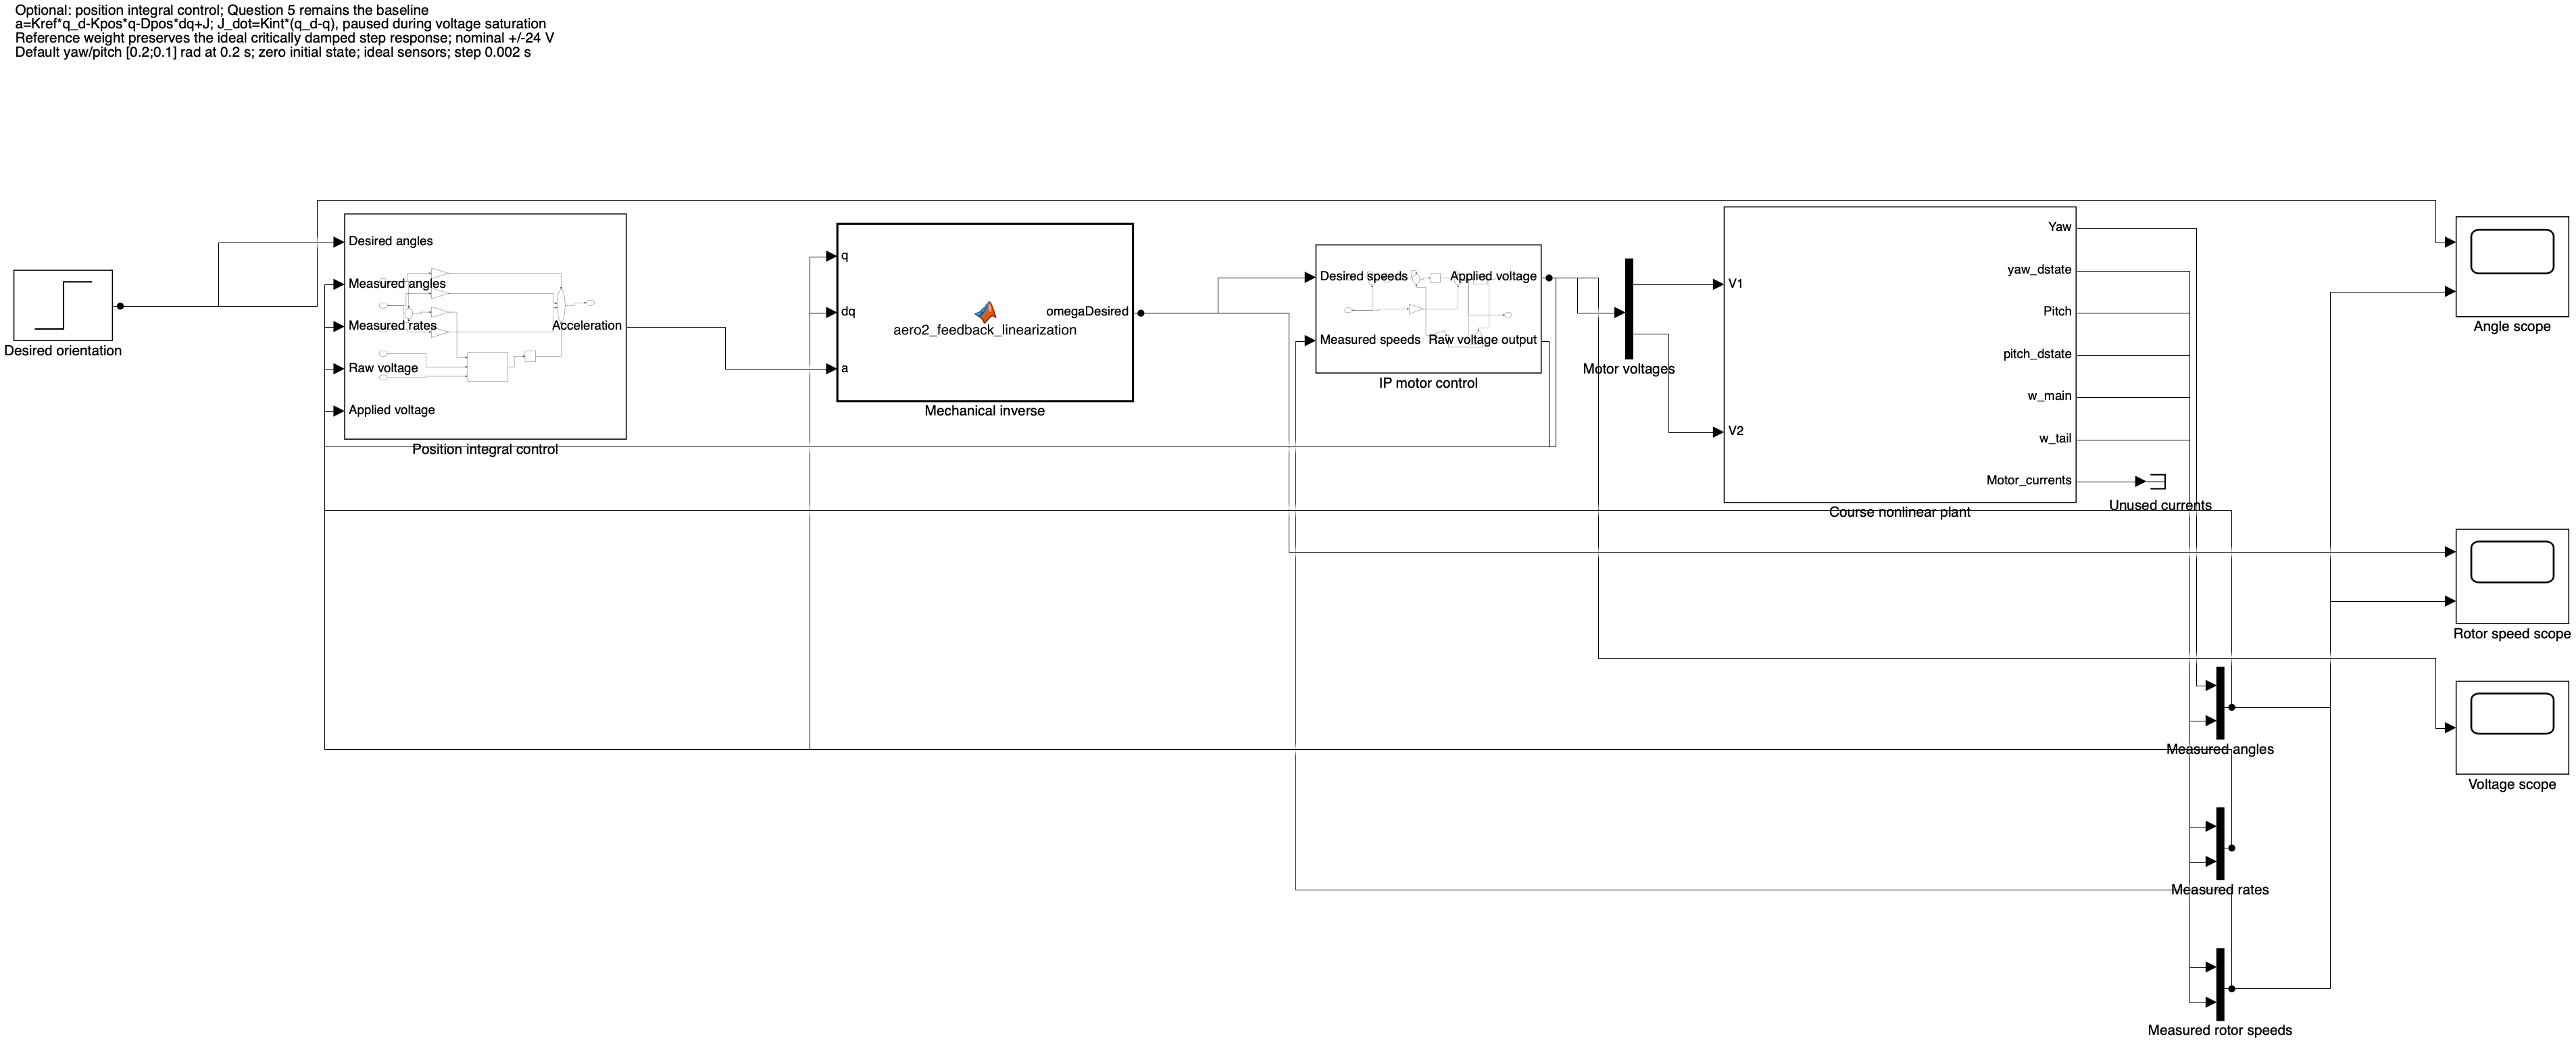 Optional: position integral control; Question 5 remains the baseline
a=Kref*q_d-Kpos*q-Dpos*dq+J; J_dot=Kint*(q_d-q), paused during voltage saturation
Reference weight preserves the ideal critically damped step response; nominal +/-24 V
Default yaw/pitch [0.2;0.1] rad at 0.2 s; zero initial state; ideal sensors; step 0.002 s
Desired orientation
Desired angles
Measured angles
Measured rates
Raw voltage
Applied voltage
Acceleration
Position integral control
q
dq
a
aero2_feedback_linearization
omegaDesired
Mechanical inverse
Desired speeds
Measured speeds
Applied voltage
Raw voltage output
IP motor control
Motor voltages
V1
V2
Yaw
yaw_dstate
Pitch
pitch_dstate
w_main
w_tail
Motor_currents
Course nonlinear plant
Unused currents
Angle scope
Rotor speed scope
Voltage scope
Measured angles
Measured rates
Measured rotor speeds